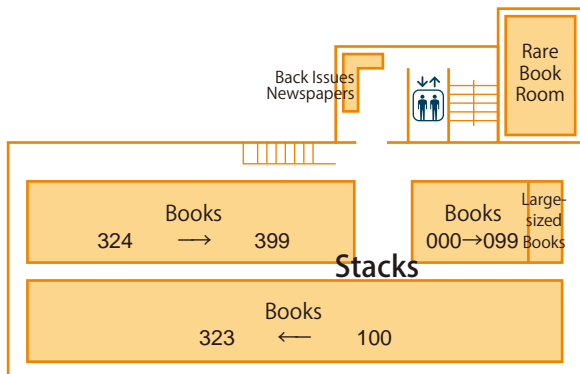 Rare
Book
Room
Back Issues
Newspapers
Books
324 → 399
Books
000→099
Large-
sized
Books
Stacks
Books
323 ← 100